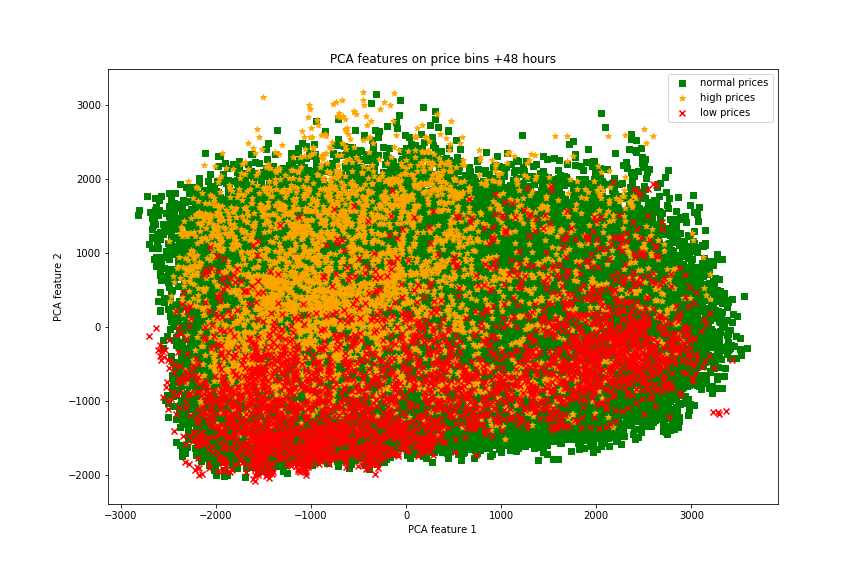 PCA features on price bins +48 hours
normal prices
high prices
low prices
3000
2000
1000
0
−1000
−2000
PCA feature 2
−3000 −2000 −1000 0 1000 2000 3000
PCA feature 1